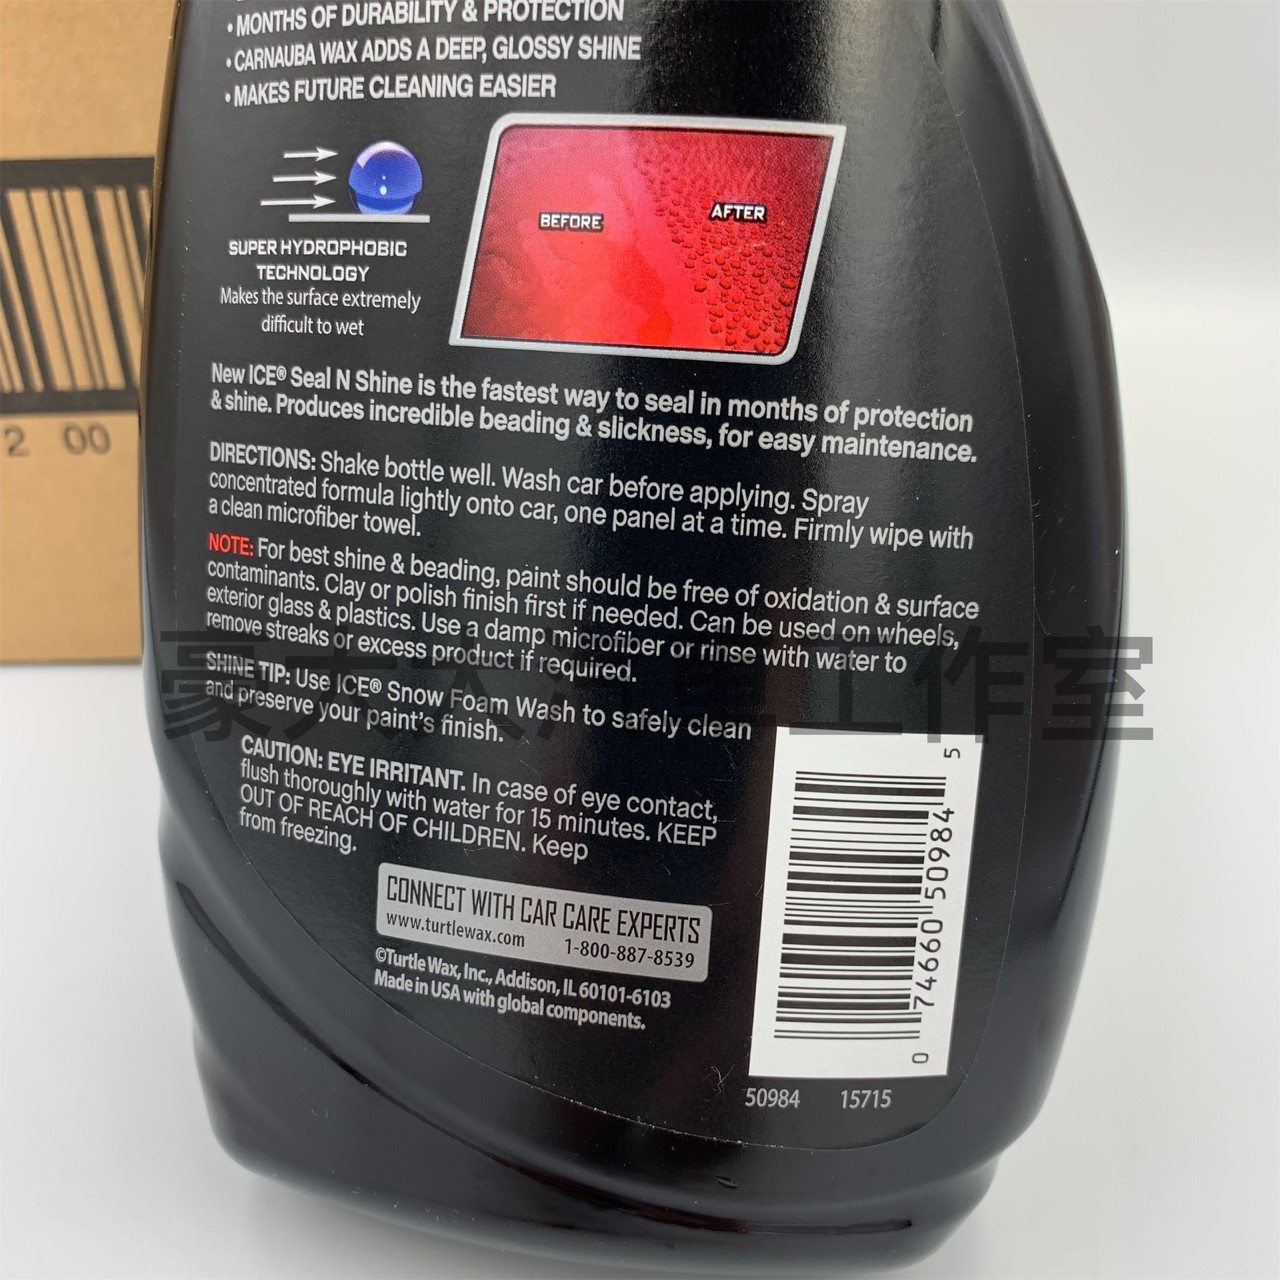 • MONTHS OF DURABILITY & PROTECTION
• CARNAUBA WAX ADDS A DEEP, GLOSSY SHINE
• MAKES FUTURE CLEANING EASIER
BEFORE
AFTER
SUPER HYDROPHOBIC
TECHNOLOGY
Makes the surface extremely
difficult to wet
New ICE® Seal N Shine is the fastest way to seal in months of protection
& shine. Produces incredible beading & slickness, for easy maintenance.
DIRECTIONS: Shake bottle well. Wash car before applying. Spray
concentrated formula lightly onto car, one panel at a time. Firmly wipe with
a clean microfiber towel.
NOTE: For best shine & beading, paint should be free of oxidation & surface
contaminants. Clay or polish finish first if needed. Can be used on wheels,
exterior glass & plastics. Use a damp microfiber or rinse with water to
remove streaks or excess product if required.
SHINE TIP: Use ICE® Snow Foam Wash to safely clean
and preserve your paint's finish.
CAUTION: EYE IRRITANT. In case of eye contact,
flush thoroughly with water for 15 minutes. KEEP
OUT OF REACH OF CHILDREN. Keep
from freezing.
CONNECT WITH CAR CARE EXPERTS
www.turtlewax.com 1-800-887-8539
©Turtle Wax, Inc., Addison, IL 60101-6103
Made in USA with global components.
0 74660 50984 5
50984 15715
2 00
工作室